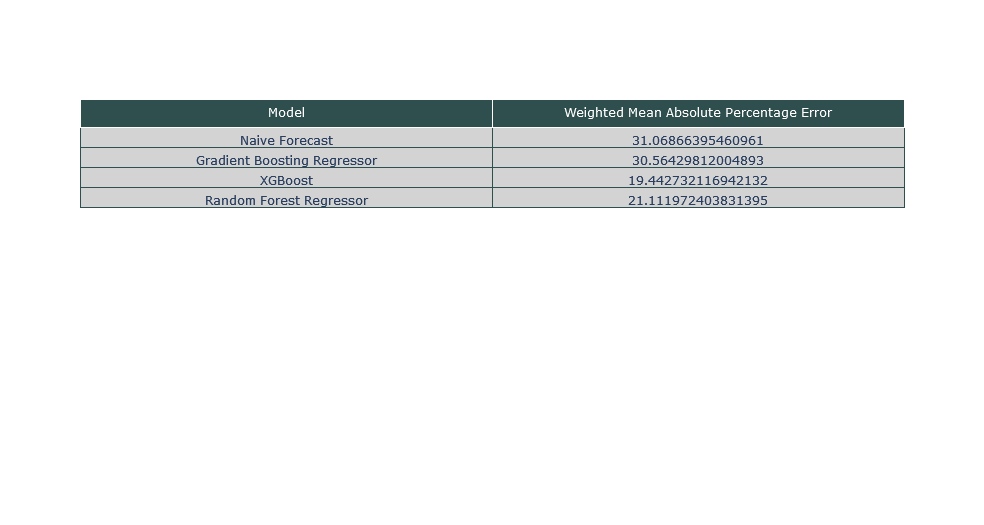 Model Weighted Mean Absolute Percentage Error
Naive Forecast 31.06866395460961
Gradient Boosting Regressor 30.56429812004893
XGBoost 19.442732116942132
Random Forest Regressor 21.111972403831395